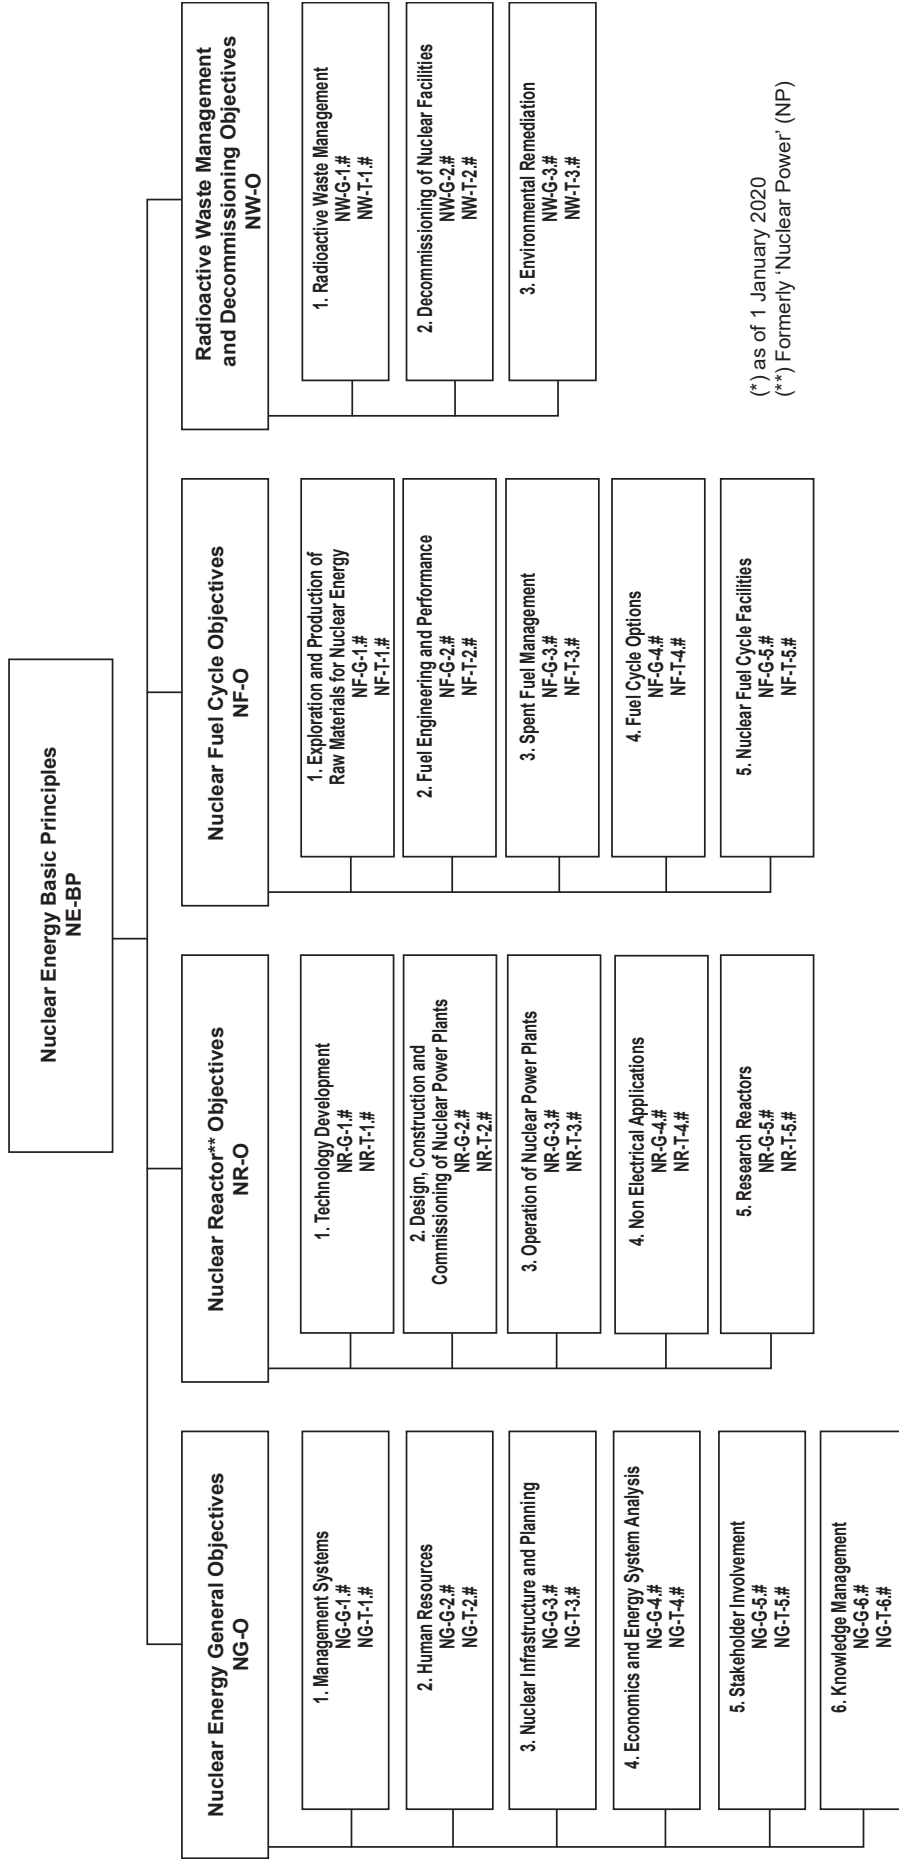 Nuclear Energy Basic Principles
NE-BP
Nuclear Energy General Objectives
NG-O
1. Management Systems
NG-G-1.#
NG-T-1.#
2. Human Resources
NG-G-2.#
NG-T-2.#
3. Nuclear Infrastructure and Planning
NG-G-3.#
NG-T-3.#
4. Economics and Energy System Analysis
NG-G-4.#
NG-T-4.#
5. Stakeholder Involvement
NG-G-5.#
NG-T-5.#
6. Knowledge Management
NG-G-6.#
NG-T-6.#
Nuclear Reactor** Objectives
NR-O
1. Technology Development
NR-G-1.#
NR-T-1.#
2. Design, Construction and
Commissioning of Nuclear Power Plants
NR-G-2.#
NR-T-2.#
3. Operation of Nuclear Power Plants
NR-G-3.#
NR-T-3.#
4. Non Electrical Applications
NR-G-4.#
NR-T-4.#
5. Research Reactors
NR-G-5.#
NR-T-5.#
Nuclear Fuel Cycle Objectives
NF-O
1. Exploration and Production of
Raw Materials for Nuclear Energy
NF-G-1.#
NF-T-1.#
2. Fuel Engineering and Performance
NF-G-2.#
NF-T-2.#
3. Spent Fuel Management
NF-G-3.#
NF-T-3.#
4. Fuel Cycle Options
NF-G-4.#
NF-T-4.#
5. Nuclear Fuel Cycle Facilities
NF-G-5.#
NF-T-5.#
Radioactive Waste Management
and Decommissioning Objectives
NW-O
1. Radioactive Waste Management
NW-G-1.#
NW-T-1.#
2. Decommissioning of Nuclear Facilities
NW-G-2.#
NW-T-2.#
3. Environmental Remediation
NW-G-3.#
NW-T-3.#
(*) as of 1 January 2020
(**) Formerly ‘Nuclear Power’ (NP)